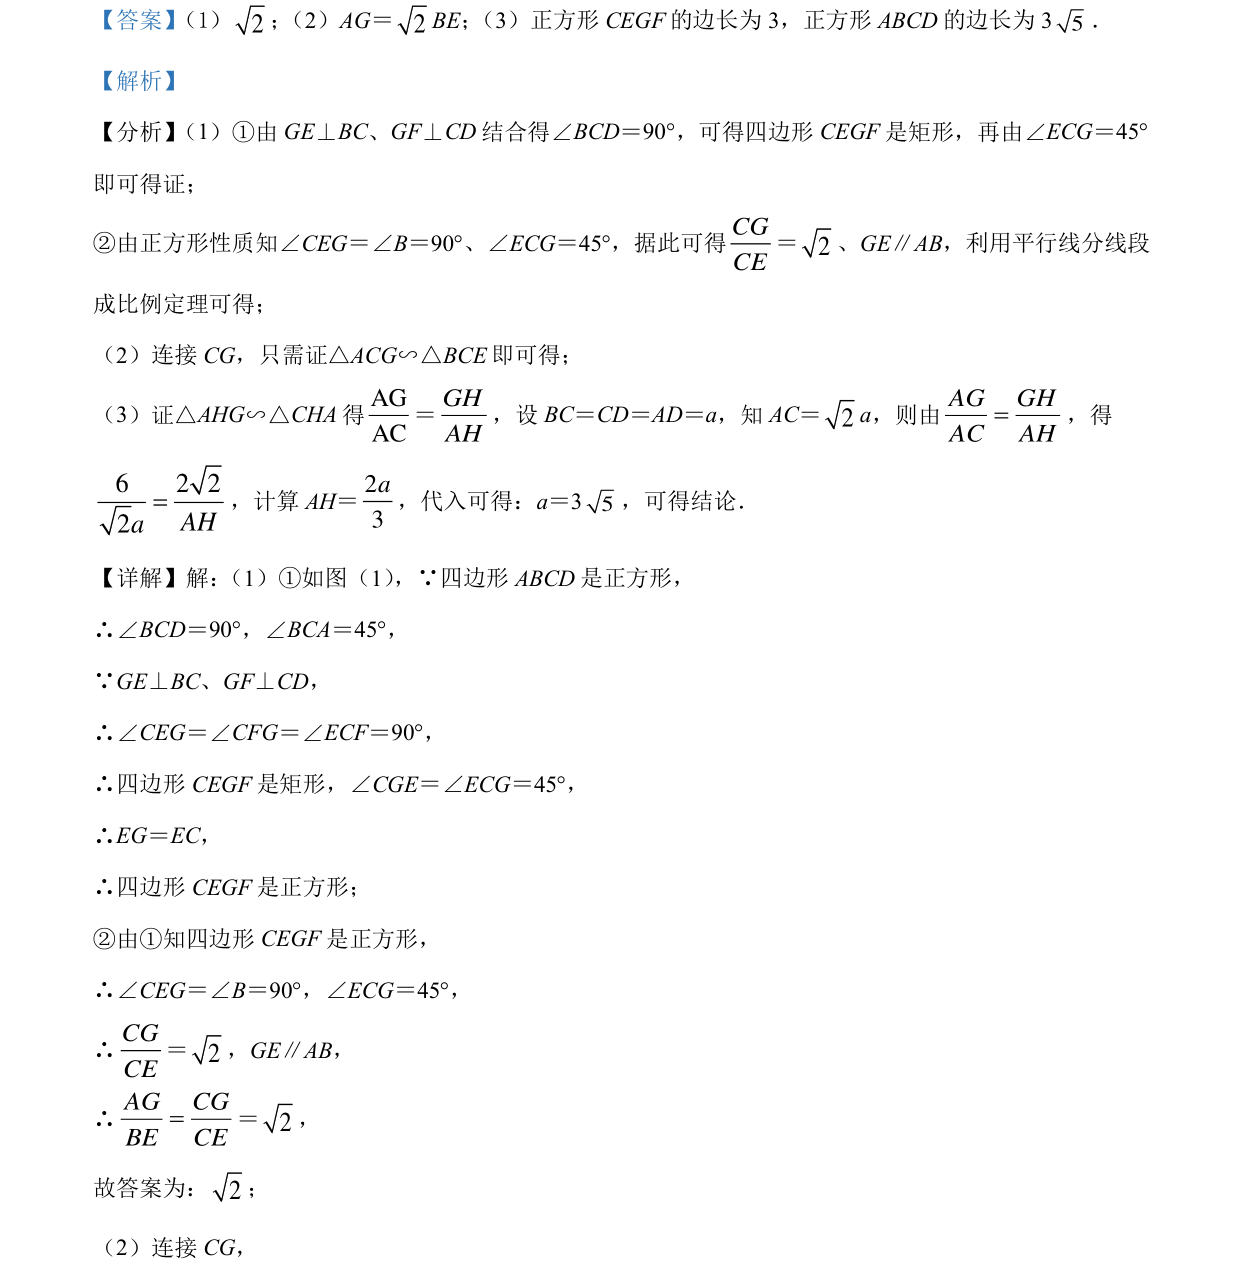 【答案】（1）√2；（2）AG＝√2BE；（3）正方形CEGF的边长为3，正方形ABCD的边长为3√5．
【解析】
【分析】（1）①由GE⊥BC、GF⊥CD结合得∠BCD＝90°，可得四边形CEGF是矩形，再由∠ECG＝45°
即可得证；
②由正方形性质知∠CEG＝∠B＝90°、∠ECG＝45°，据此可得CG/CE＝√2、GE∥AB，利用平行线分线段
成比例定理可得；
（2）连接CG，只需证△ACG∽△BCE即可得；
（3）证△AHG∽△CHA得AG/AC＝GH/AH，设BC＝CD＝AD＝a，知AC＝√2a，则由AG/AC＝GH/AH，得
6/√2a＝2√2/AH，计算AH＝2a/3，代入可得：a＝3√5，可得结论．
【详解】解：（1）①如图（1），∵四边形ABCD是正方形，
∴∠BCD＝90°，∠BCA＝45°，
∵GE⊥BC、GF⊥CD，
∴∠CEG＝∠CFG＝∠ECF＝90°，
∴四边形CEGF是矩形，∠CGE＝∠ECG＝45°，
∴EG＝EC，
∴四边形CEGF是正方形；
②由①知四边形CEGF是正方形，
∴∠CEG＝∠B＝90°，∠ECG＝45°，
∴CG/CE＝√2，GE∥AB，
∴AG/BE＝CG/CE＝√2，
故答案为：√2；
（2）连接CG，